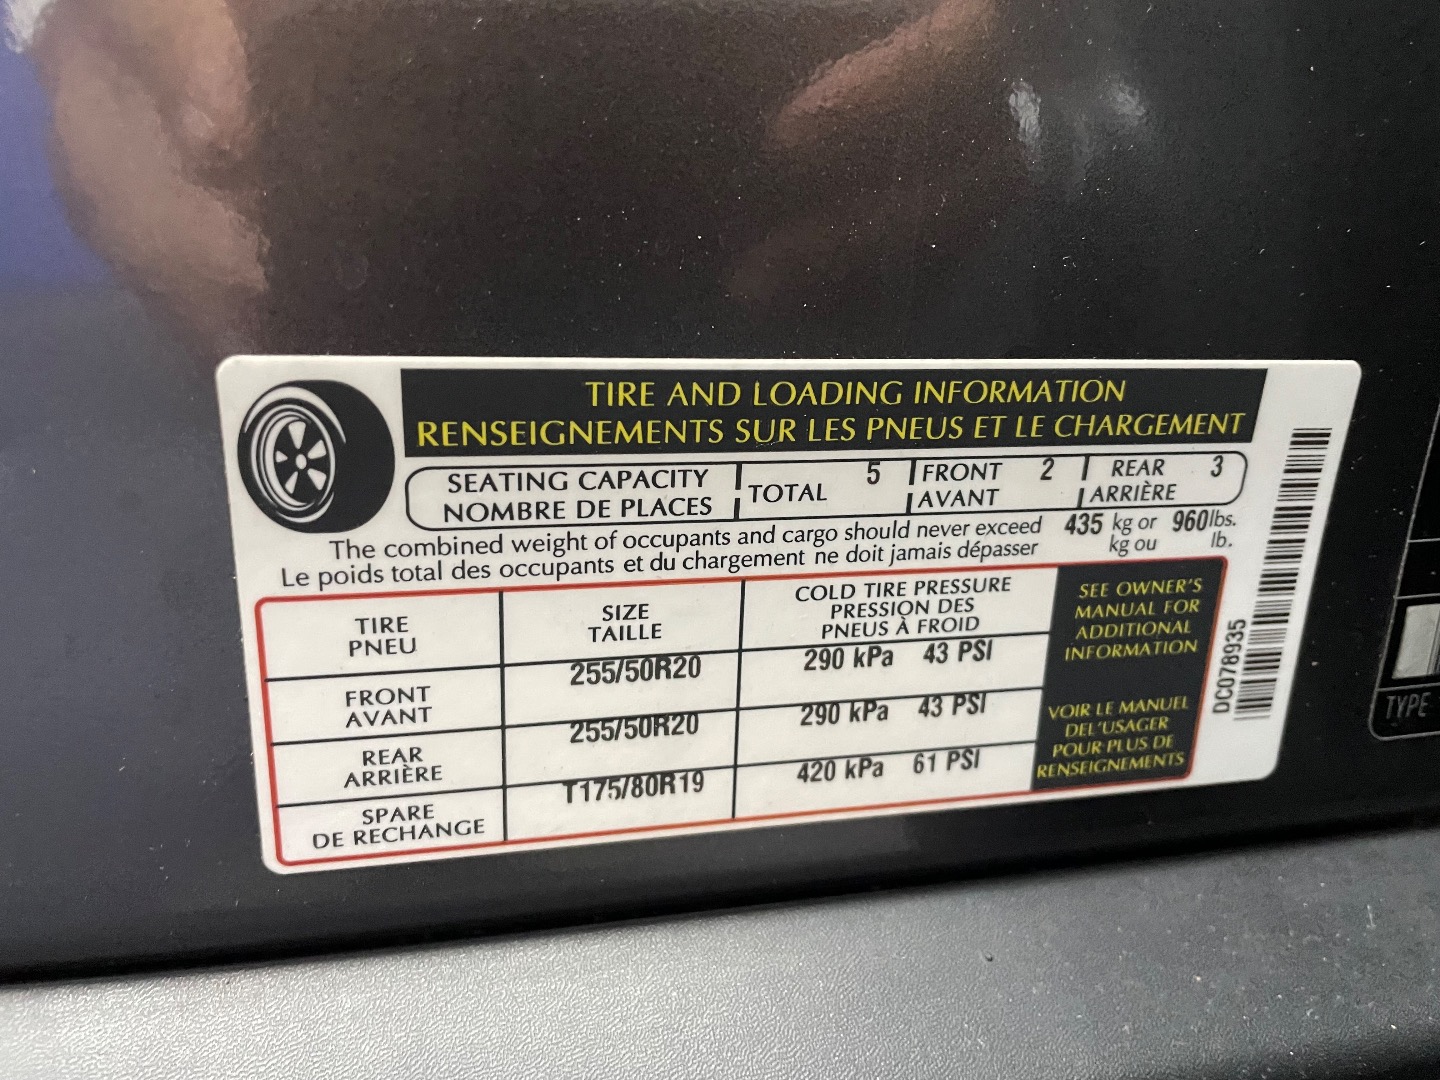 TIRE AND LOADING INFORMATION
RENSEIGNEMENTS SUR LES PNEUS ET LE CHARGEMENT
SEATING CAPACITY
NOMBRE DE PLACES
TOTAL 5
FRONT 2
AVANT
REAR 3
ARRIÈRE
The combined weight of occupants and cargo should never exceed 435 kg or 960 lbs.
Le poids total des occupants et du chargement ne doit jamais dépasser kg ou lb.
TIRE
PNEU
SIZE
TAILLE
COLD TIRE PRESSURE
PRESSION DES
PNEUS À FROID
FRONT
AVANT
255/50R20
290 kPa 43 PSI
REAR
ARRIÈRE
255/50R20
290 kPa 43 PSI
SPARE
DE RECHANGE
T175/80R19
420 kPa 61 PSI
SEE OWNER'S
MANUAL FOR
ADDITIONAL
INFORMATION
VOIR LE MANUEL
DEL'USAGER
POUR PLUS DE
RENSEIGNEMENTS
DC078935
TYPE